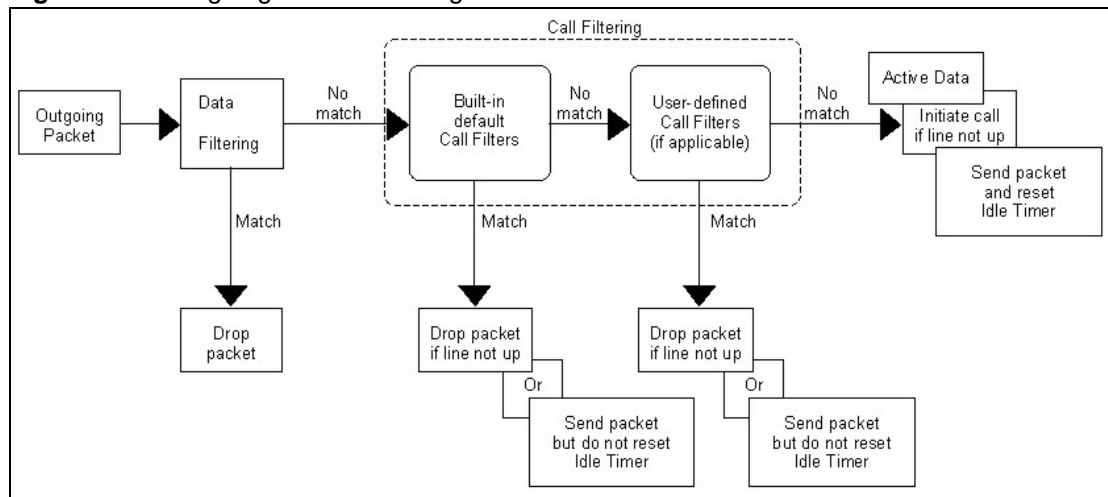 Call Filtering
Outgoing
Packet
Data
Filtering
No
match
Built-in
default
Call Filters
No
match
User-defined
Call Filters
(if applicable)
No
match
Active Data
Initiate call
if line not up
Send packet
and reset
Idle Timer
Match
Match
Match
Drop
packet
Drop packet
if line not up
Or
Send packet
but do not reset
Idle Timer
Drop packet
if line not up
Or
Send packet
but do not reset
Idle Timer